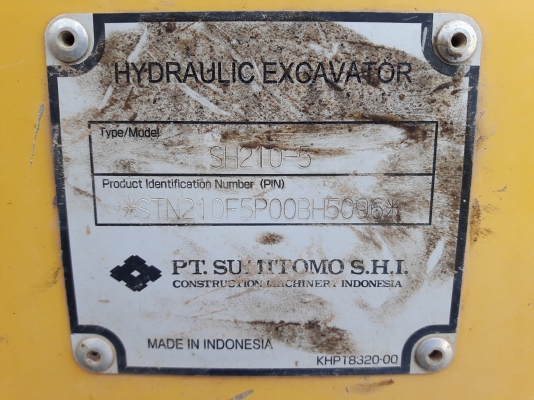 HYDRAULIC EXCAVATOR
Type/Model
SH210-5
Product Identification Number (PIN)
*STN210F5P00BH5006*
PT. SUMITOMO S.H.I.
CONSTRUCTION MACHINERY INDONESIA
MADE IN INDONESIA
KHP18320-00